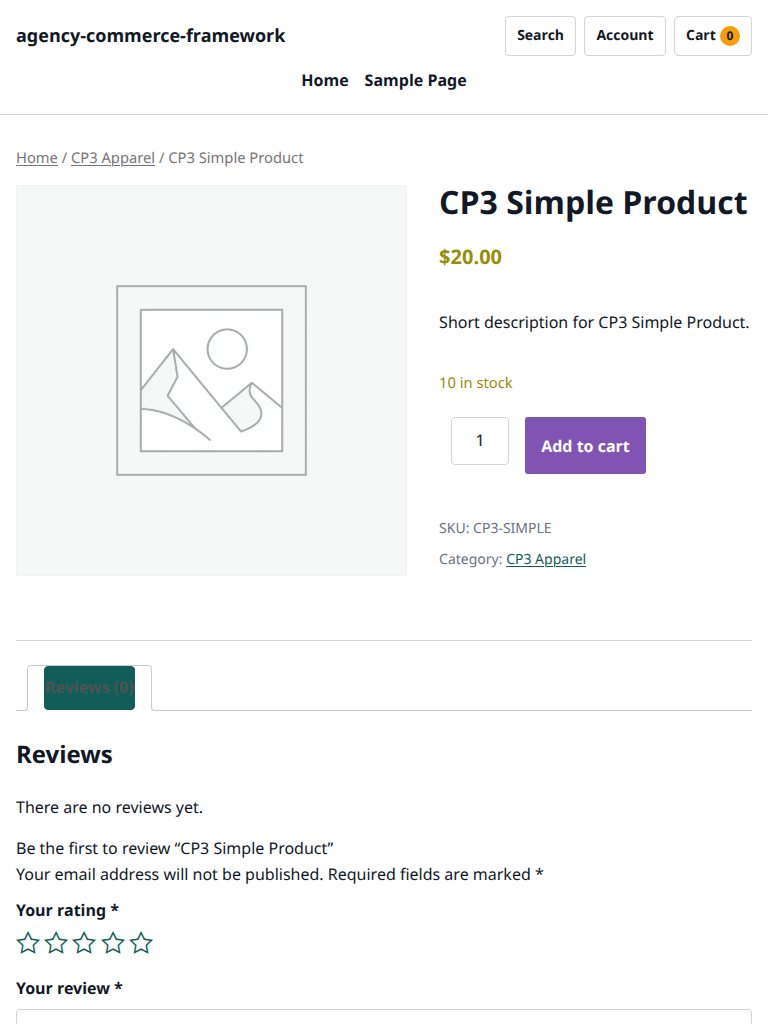 agency-commerce-framework
Search
Account
Cart 0
Home Sample Page
Home / CP3 Apparel / CP3 Simple Product
CP3 Simple Product
$20.00
Short description for CP3 Simple Product.
10 in stock
1
Add to cart
SKU: CP3-SIMPLE
Category: CP3 Apparel
Reviews (0)
Reviews
There are no reviews yet.
Be the first to review “CP3 Simple Product”
Your email address will not be published. Required fields are marked *
Your rating *
Your review *